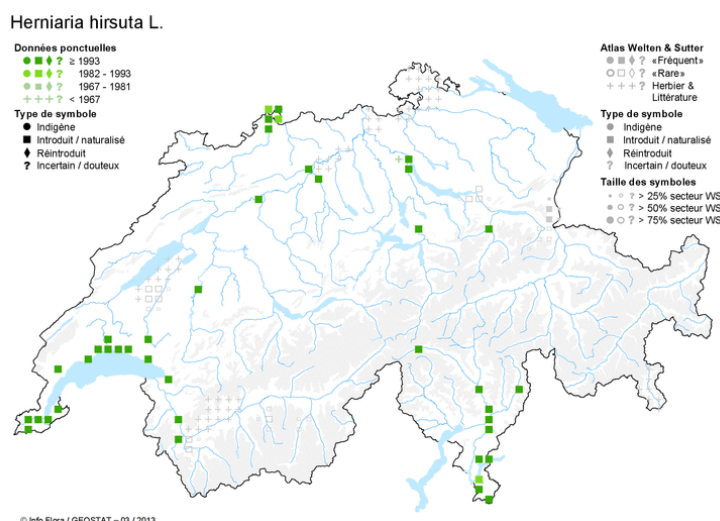 Herniaria hirsuta L.
Données ponctuelles
? ≥ 1993
? 1982 - 1993
? 1967 - 1981
+++? < 1967
Type de symbole
Indigène
Introduit / naturalisé
Réintroduit
? Incertain / douteux
Atlas Welten & Sutter
? «Fréquent»
? «Rare»
+++? Herbier &
Littérature
Type de symbole
Indigène
Introduit / naturalisé
Réintroduit
? Incertain / douteux
Taille des symboles
? > 25% secteur WS
? > 50% secteur WS
? > 75% secteur WS
© Info Flora / GEOSTAT – 03 / 2013